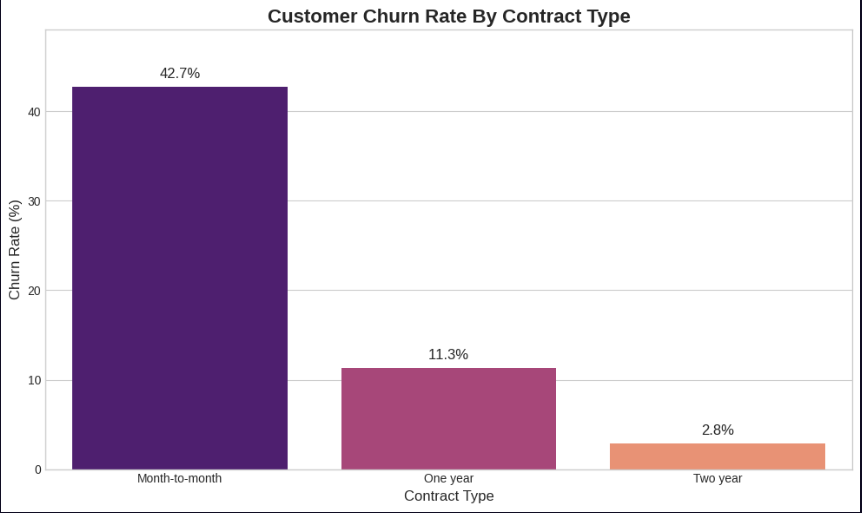 Customer Churn Rate By Contract Type
42.7%
11.3%
2.8%
Churn Rate (%)
40
30
20
10
0
Month-to-month
One year
Two year
Contract Type